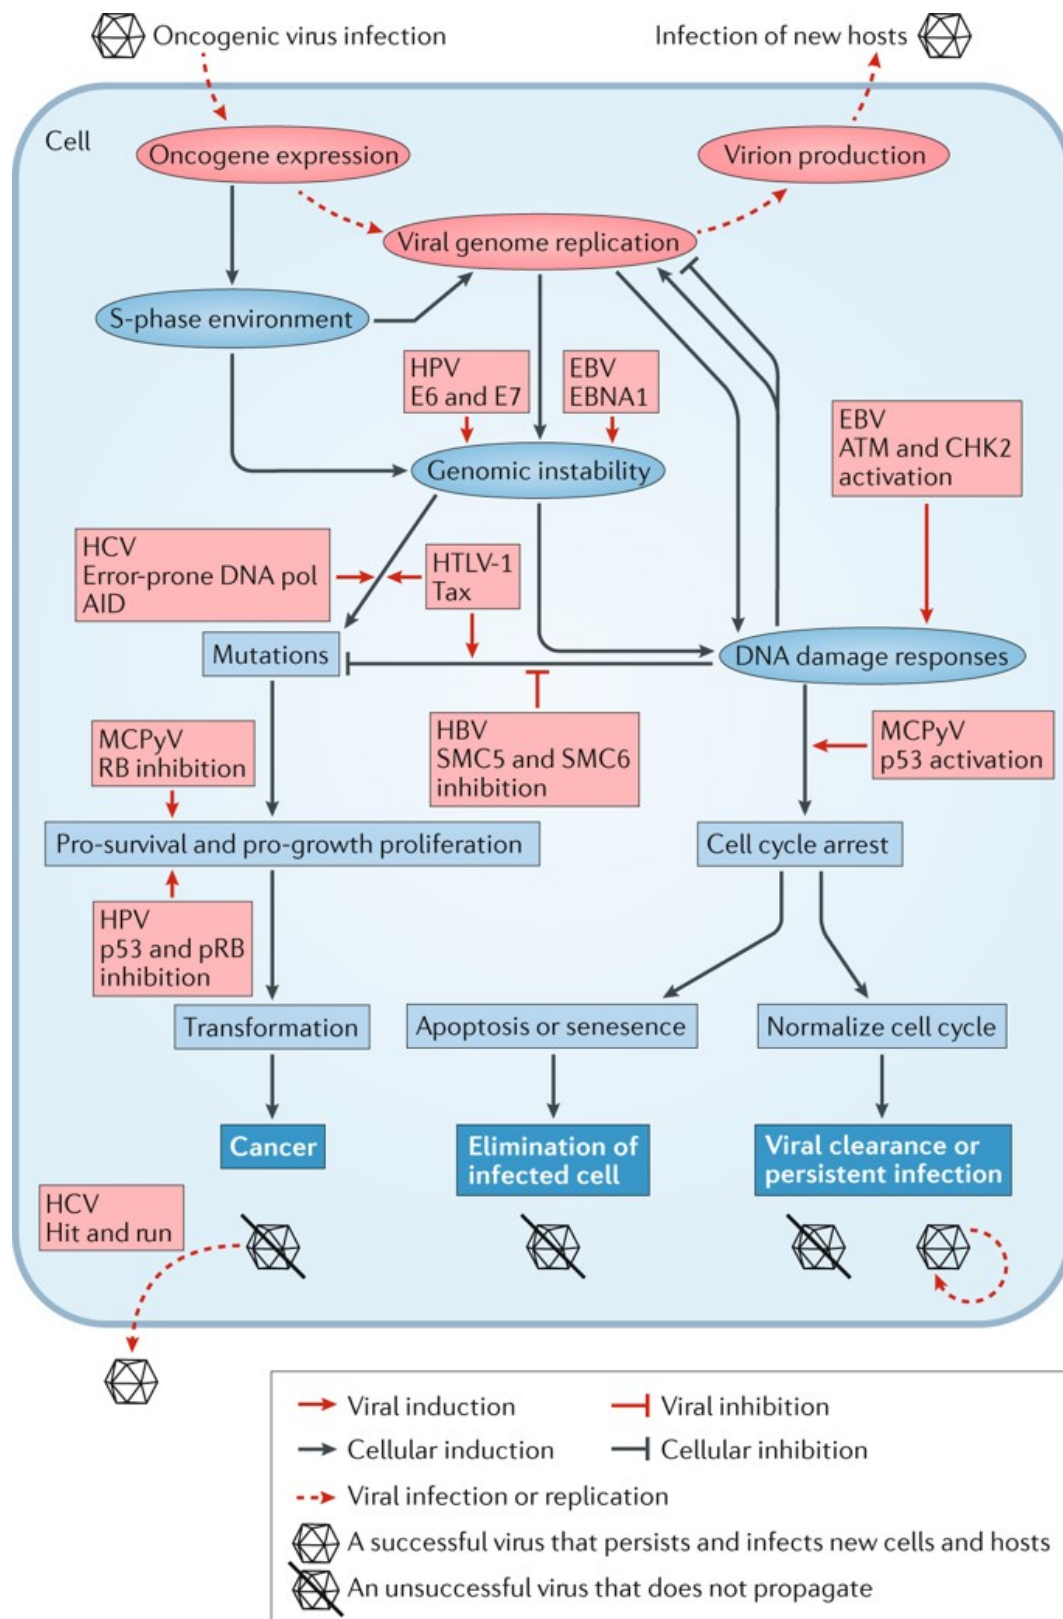 Oncogenic virus infection
Infection of new hosts
Cell
Oncogene expression
Virion production
Viral genome replication
S-phase environment
HPV
E6 and E7
EBV
EBNA1
EBV
ATM and CHK2
activation
Genomic instability
HCV
Error-prone DNA pol
AID
HTLV-1
Tax
Mutations
DNA damage responses
MCPyV
RB inhibition
HBV
SMC5 and SMC6
inhibition
MCPyV
p53 activation
Pro-survival and pro-growth proliferation
Cell cycle arrest
HPV
p53 and pRB
inhibition
Transformation
Apoptosis or senesence
Normalize cell cycle
Cancer
Elimination of
infected cell
Viral clearance or
persistent infection
HCV
Hit and run
Viral induction
Viral inhibition
Cellular induction
Cellular inhibition
Viral infection or replication
A successful virus that persists and infects new cells and hosts
An unsuccessful virus that does not propagate